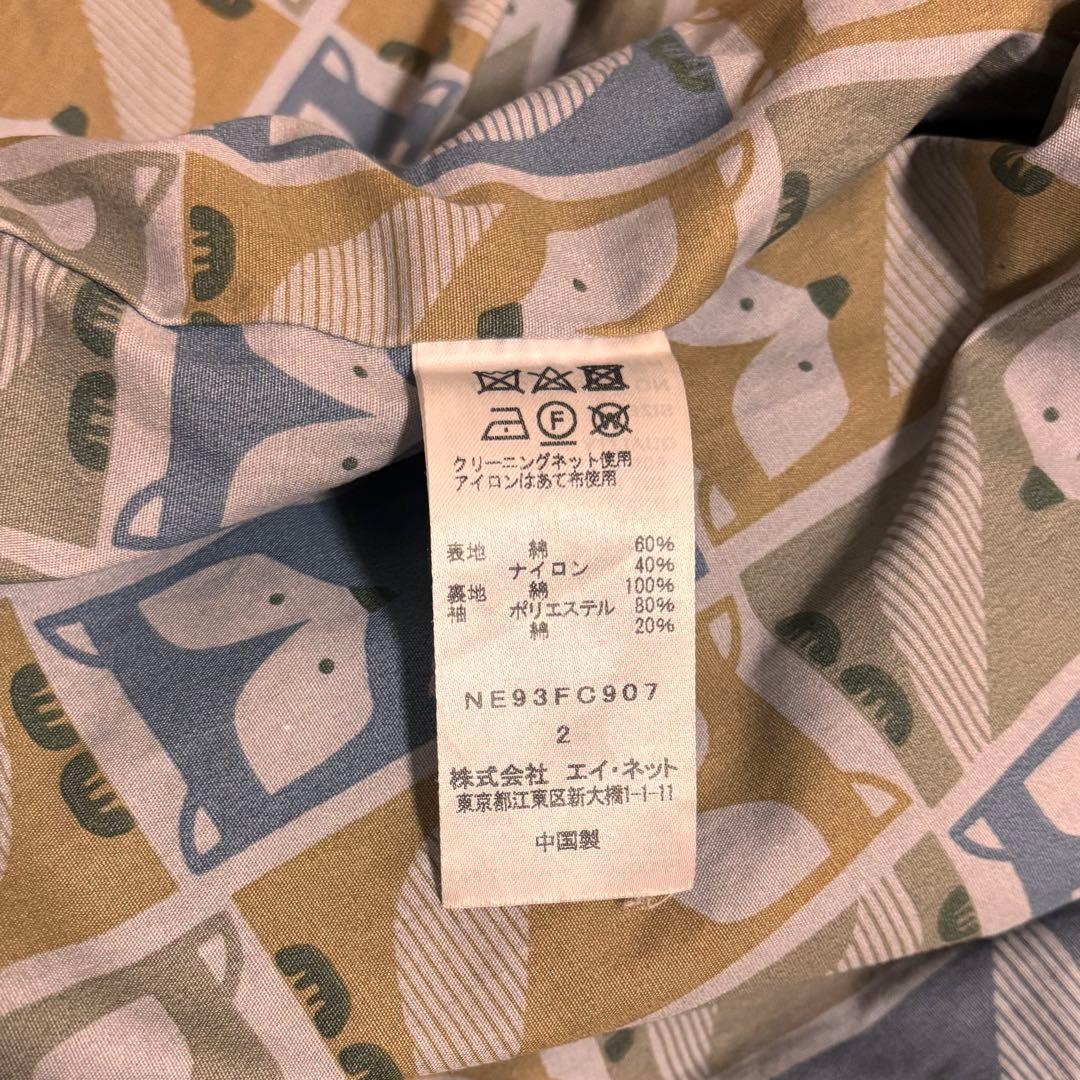 F W
クリーニングネット使用
アイロンはあて布使用
表地 綿 60%
ナイロン 40%
裏地 綿 100%
袖 ポリエステル 80%
綿 20%
NE93FC907
2
株式会社 エイ・ネット
東京都江東区新大橋1-1-11
中国製